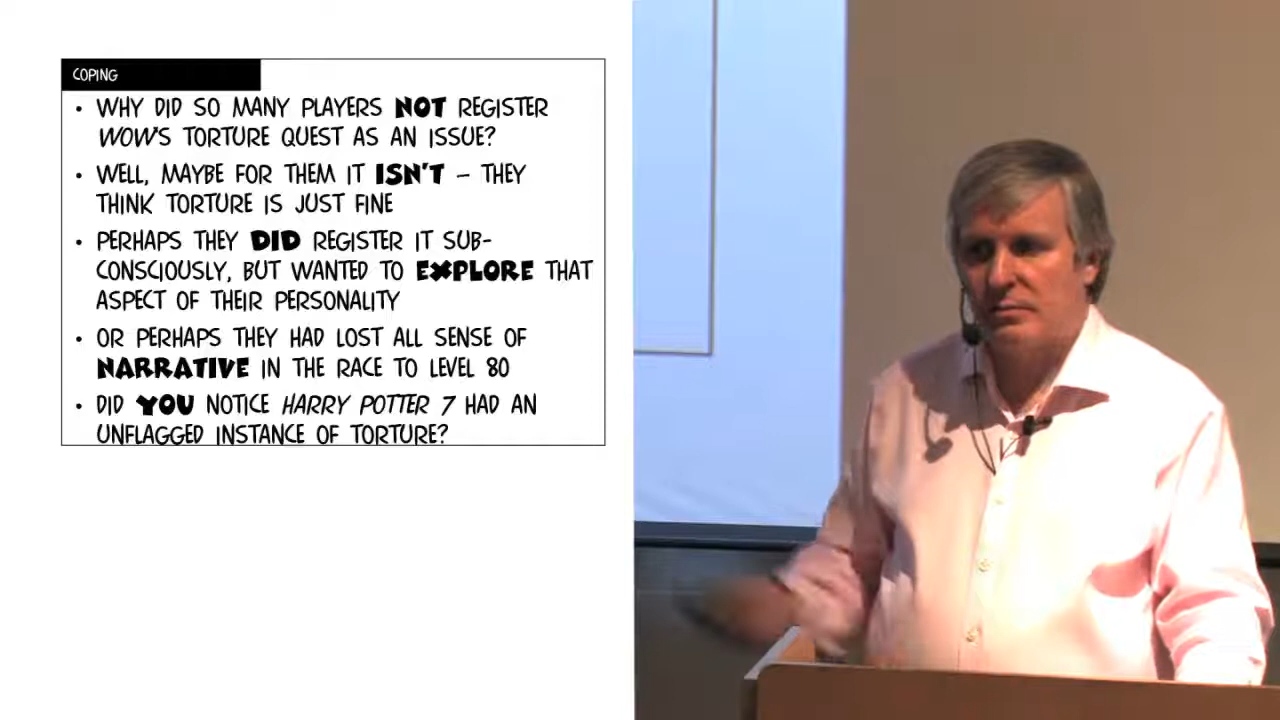 COPING
• WHY DID SO MANY PLAYERS NOT REGISTER
WOW'S TORTURE QUEST AS AN ISSUE?
• WELL, MAYBE FOR THEM IT ISN'T – THEY
THINK TORTURE IS JUST FINE
• PERHAPS THEY DID REGISTER IT SUB-
CONSCIOUSLY, BUT WANTED TO EXPLORE THAT
ASPECT OF THEIR PERSONALITY
• OR PERHAPS THEY HAD LOST ALL SENSE OF
NARRATIVE IN THE RACE TO LEVEL 80
• DID YOU NOTICE HARRY POTTER 7 HAD AN
UNFLAGGED INSTANCE OF TORTURE?